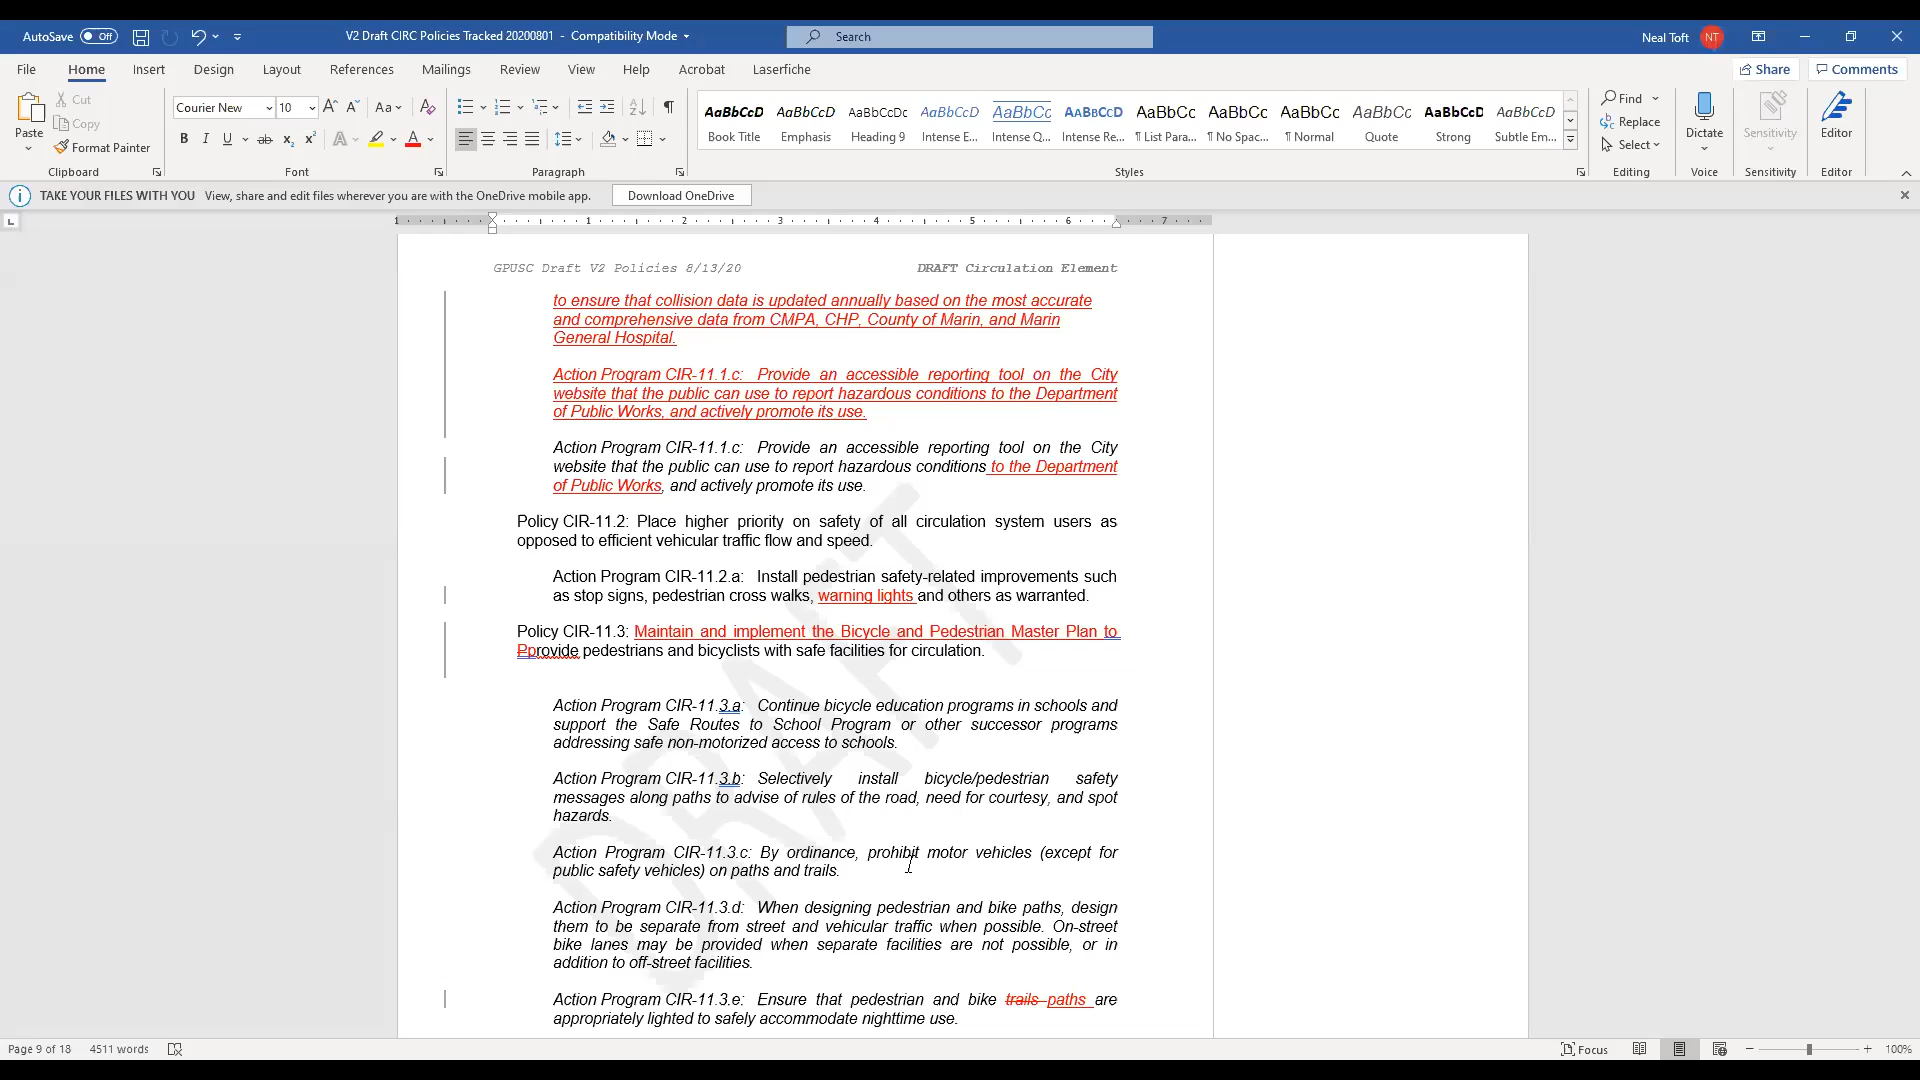 AutoSave Off V2 Draft CIRC Policies Tracked 20200801 - Compatibility Mode Search Neal Toft NT
File Home Insert Design Layout References Mailings Review View Help Acrobat Laserfiche Share Comments
Paste Cut Copy Format Painter
Clipboard
Courier New 10
Font
Paragraph
AaBbCcD AaBbCcD AaBbCcDc AaBbCcD AaBbCc AABBCCD AaBbCc AaBbCc AaBbCc AaBbCc AaBbCcD AaBbCcD
Book Title Emphasis Heading 9 Intense E... Intense Q... Intense Re... ¶ List Para... ¶ No Spac... ¶ Normal Quote Strong Subtle Em...
Styles
Find
Replace
Select
Editing
Dictate
Voice
Sensitivity
Sensitivity
Editor
Editor
TAKE YOUR FILES WITH YOU View, share and edit files wherever you are with the OneDrive mobile app. Download OneDrive
1 1 2 3 4 5 6 7
GPUSC Draft V2 Policies 8/13/20 DRAFT Circulation Element
to ensure that collision data is updated annually based on the most accurate
and comprehensive data from CMPA, CHP, County of Marin, and Marin
General Hospital.
Action Program CIR-11.1.c: Provide an accessible reporting tool on the City
website that the public can use to report hazardous conditions to the Department
of Public Works, and actively promote its use.
Action Program CIR-11.1.c: Provide an accessible reporting tool on the City
website that the public can use to report hazardous conditions to the Department
of Public Works, and actively promote its use.
Policy CIR-11.2: Place higher priority on safety of all circulation system users as
opposed to efficient vehicular traffic flow and speed.
Action Program CIR-11.2.a: Install pedestrian safety-related improvements such
as stop signs, pedestrian cross walks, warning lights and others as warranted.
Policy CIR-11.3: Maintain and implement the Bicycle and Pedestrian Master Plan to
Pprovide pedestrians and bicyclists with safe facilities for circulation.
Action Program CIR-11.3.a: Continue bicycle education programs in schools and
support the Safe Routes to School Program or other successor programs
addressing safe non-motorized access to schools.
Action Program CIR-11.3.b: Selectively install bicycle/pedestrian safety
messages along paths to advise of rules of the road, need for courtesy, and spot
hazards.
Action Program CIR-11.3.c: By ordinance, prohibit motor vehicles (except for
public safety vehicles) on paths and trails.
Action Program CIR-11.3.d: When designing pedestrian and bike paths, design
them to be separate from street and vehicular traffic when possible. On-street
bike lanes may be provided when separate facilities are not possible, or in
addition to off-street facilities.
Action Program CIR-11.3.e: Ensure that pedestrian and bike trails paths are
appropriately lighted to safely accommodate nighttime use.
DRAFT
Page 9 of 18 4511 words Focus 100%